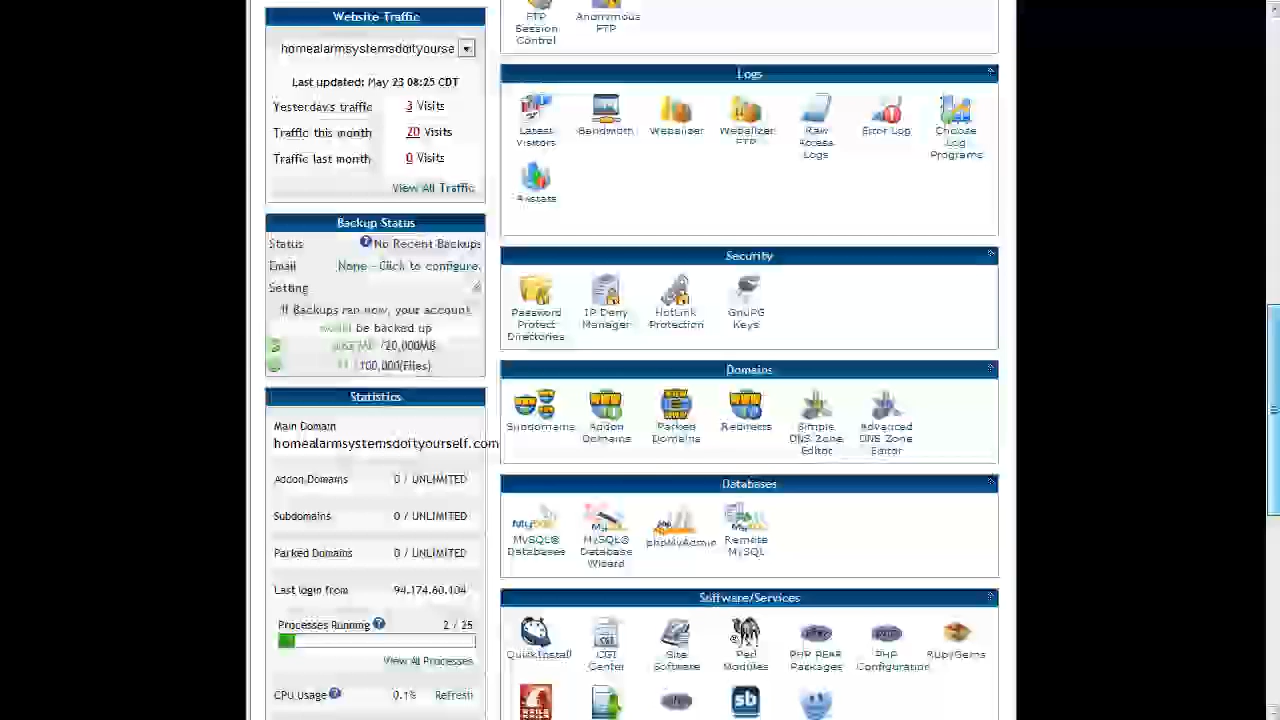 Website Traffic
homealarmsystemsdoityourse
Last updated: May 23 08:25 CDT
Yesterday's traffic 3 Visits
Traffic this month 20 Visits
Traffic last month 0 Visits
View All Traffic
Backup Status
Status No Recent Backups
Email None - Click to configure.
Setting
If Backups ran now, your account
would be backed up
/20,000MB
100,000(Files)
Statistics
Main Domain
homealarmsystemsdoityourself.com
Addon Domains 0 / UNLIMITED
Subdomains 0 / UNLIMITED
Parked Domains 0 / UNLIMITED
Last login from 94.174.60.104
Processes Running 2 / 25
View All Processes
CPU Usage 0.1% Refresh
FTP
Session
Control
Anonymous
FTP
Logs
Latest
Visitors
Bandwidth
Webalizer
Webalizer
FTP
Raw
Access
Logs
Error Log
Choose
Log
Programs
Awstats
Security
Password
Protect
Directories
IP Deny
Manager
HotLink
Protection
GnuPG
Keys
Domains
Subdomains
Addon
Domains
Parked
Domains
Redirects
Simple
DNS Zone
Editor
Advanced
DNS Zone
Editor
Databases
MySQL®
Databases
MySQL®
Database
Wizard
phpMyAdmin
Remote
MySQL
Software/Services
QuickInstall
CGI
Center
Site
Software
Perl
Modules
PHP PEAR
Packages
PHP
Configuration
RubyGems
sb